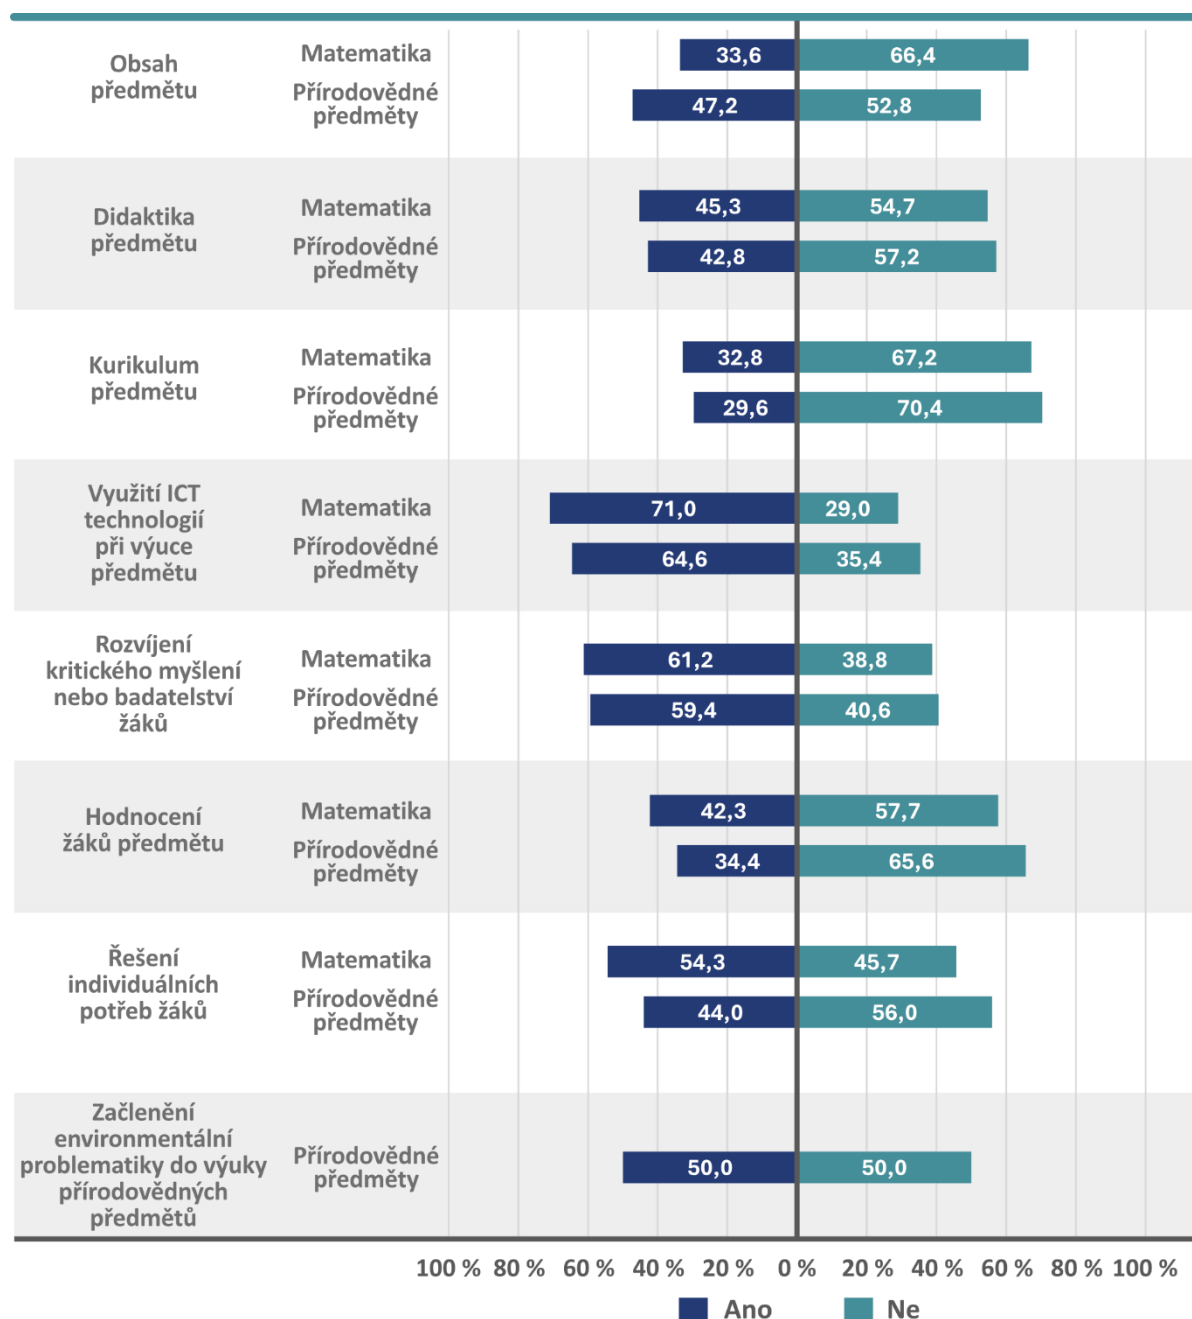 Obsah
předmětu
Matematika
33,6
66,4
Přírodovědné
předměty
47,2
52,8
Didaktika
předmětu
Matematika
45,3
54,7
Přírodovědné
předměty
42,8
57,2
Kurikulum
předmětu
Matematika
32,8
67,2
Přírodovědné
předměty
29,6
70,4
Využití ICT
technologií
při výuce
předmětu
Matematika
71,0
29,0
Přírodovědné
předměty
64,6
35,4
Rozvíjení
kritického myšlení
nebo badatelství
žáků
Matematika
61,2
38,8
Přírodovědné
předměty
59,4
40,6
Hodnocení
žáků předmětu
Matematika
42,3
57,7
Přírodovědné
předměty
34,4
65,6
Řešení
individuálních
potřeb žáků
Matematika
54,3
45,7
Přírodovědné
předměty
44,0
56,0
Začlenění
environmentální
problematiky do výuky
přírodovědných
předmětů
Přírodovědné
předměty
50,0
50,0
100 % 80 % 60 % 40 % 20 % 0 % 20 % 40 % 60 % 80 % 100 %
Ano Ne